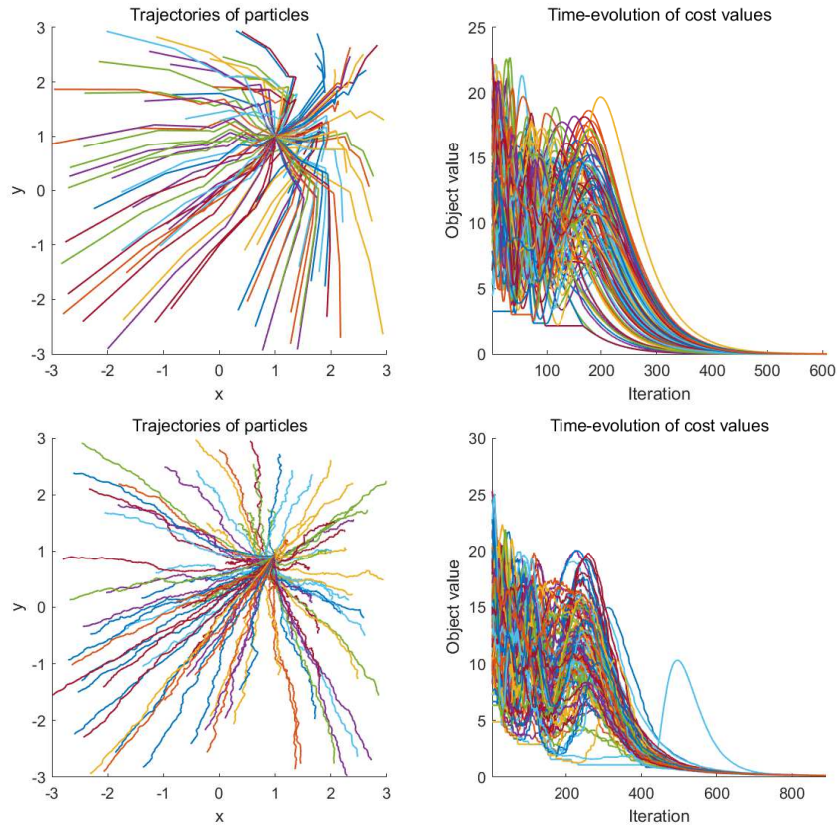 Trajectories of particles
3
2
1
0
-1
-2
-3
y
-3 -2 -1 0 1 2 3
x
Time-evolution of cost values
25
20
15
10
5
0
Object value
100 200 300 400 500 600
Iteration
Trajectories of particles
3
2
1
0
-1
-2
-3
y
-3 -2 -1 0 1 2 3
x
Time-evolution of cost values
30
25
20
15
10
5
0
Object value
200 400 600 800
Iteration